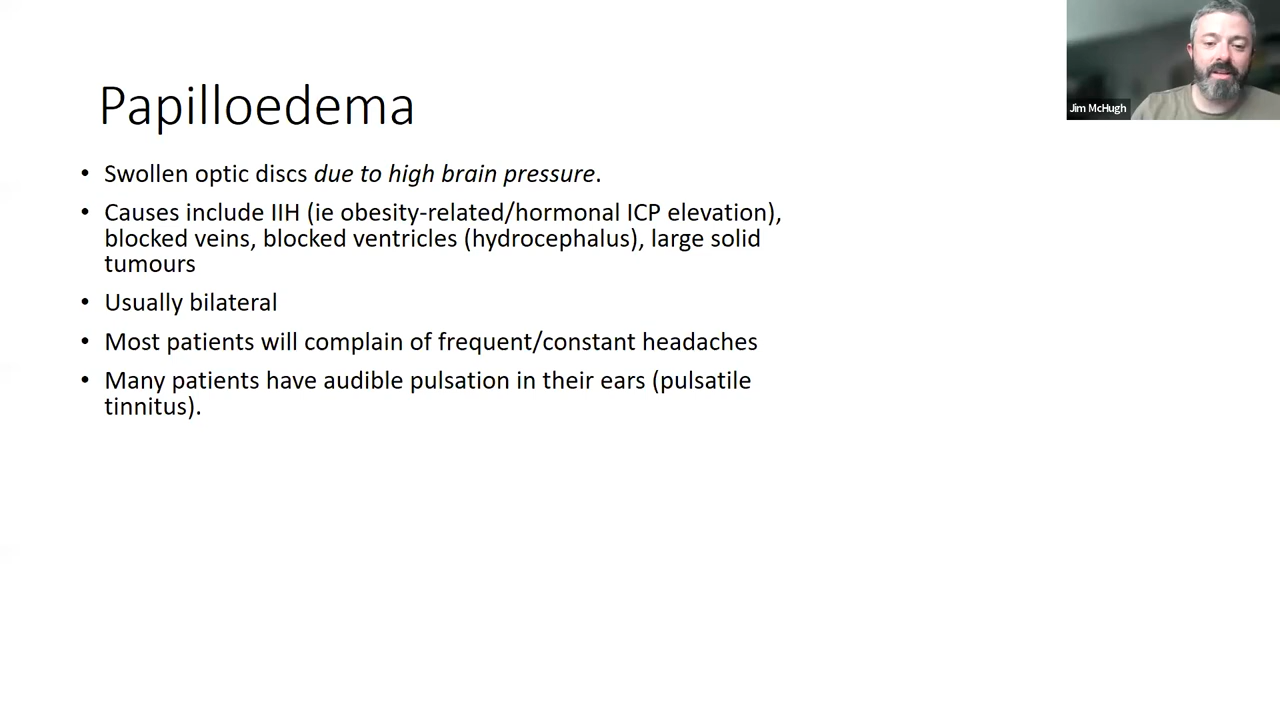 Papilloedema
• Swollen optic discs due to high brain pressure.
• Causes include IIH (ie obesity-related/hormonal ICP elevation),
blocked veins, blocked ventricles (hydrocephalus), large solid
tumours
• Usually bilateral
• Most patients will complain of frequent/constant headaches
• Many patients have audible pulsation in their ears (pulsatile
tinnitus).
Jim McHugh